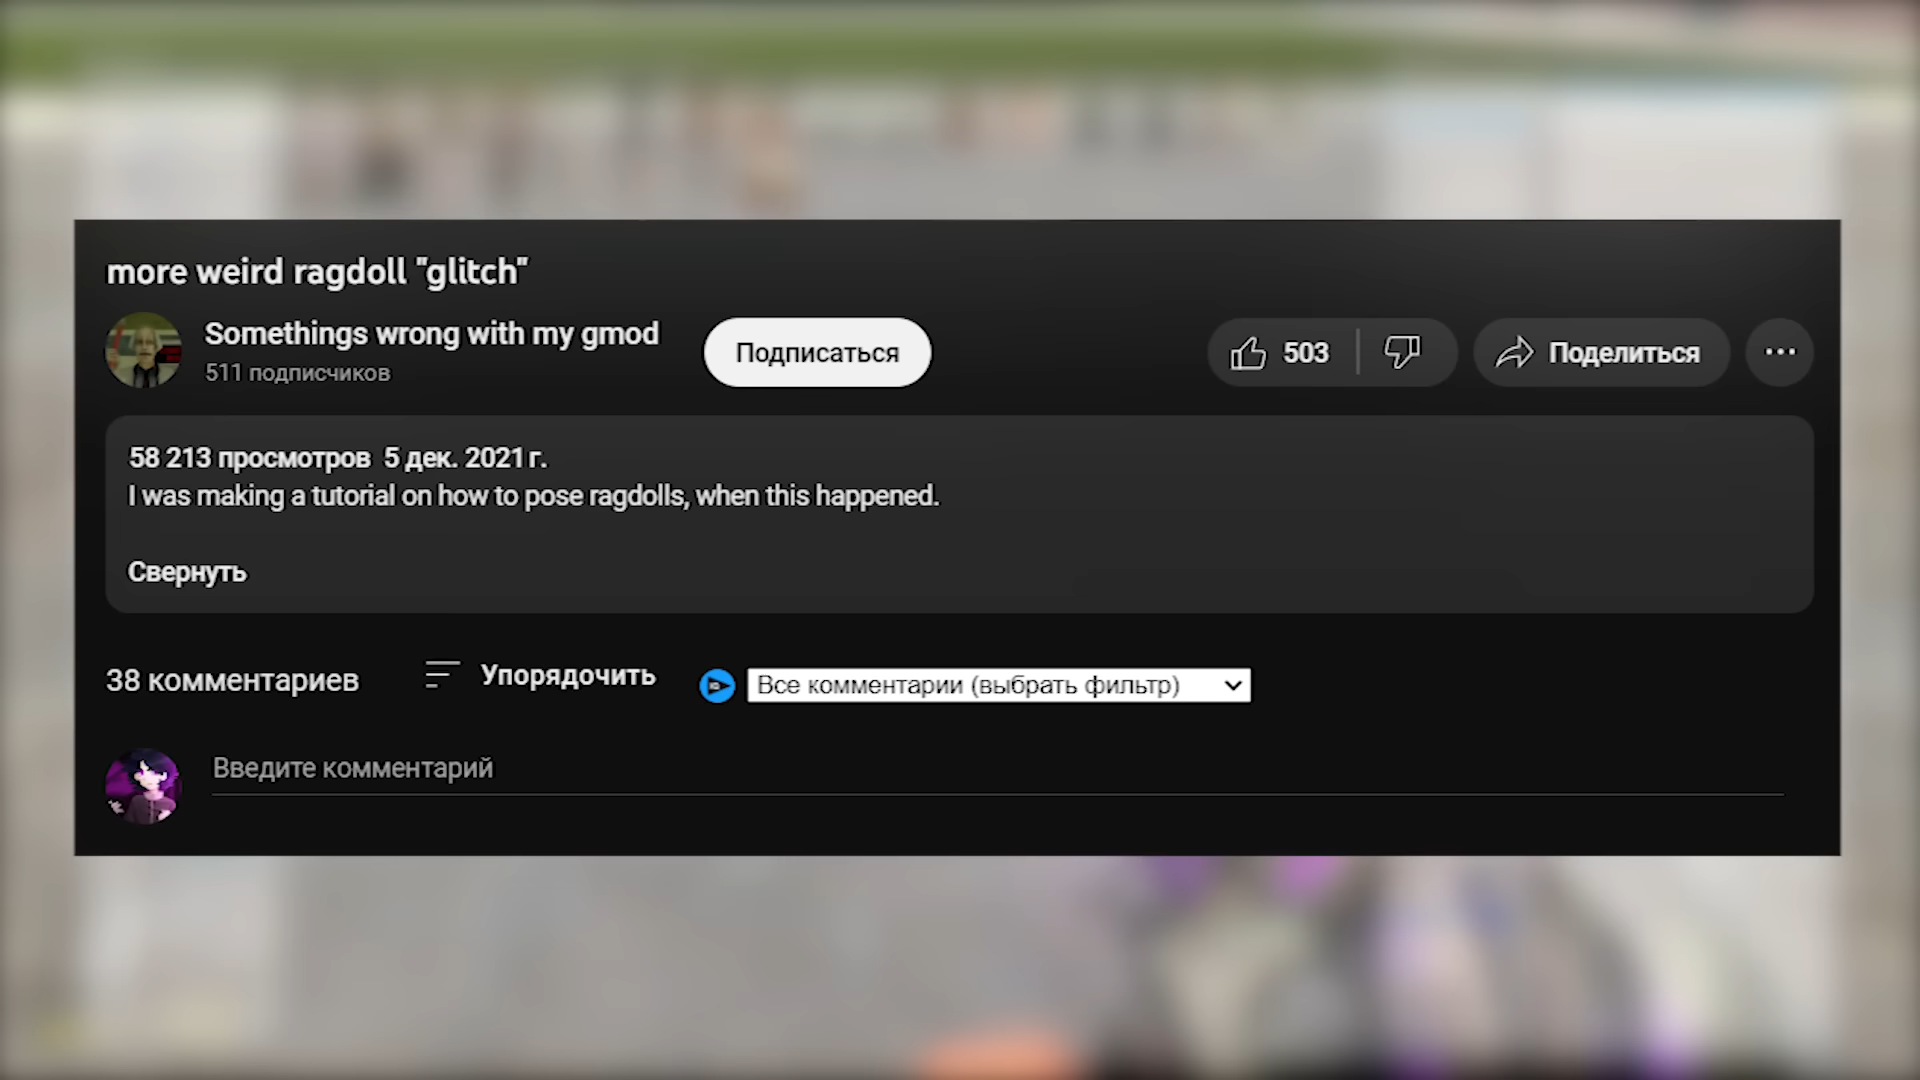 more weird ragdoll "glitch"
Somethings wrong with my gmod
511 подписчиков
Подписаться
503
Поделиться
58 213 просмотров 5 дек. 2021 г.
I was making a tutorial on how to pose ragdolls, when this happened.
Свернуть
38 комментариев
Упорядочить
Все комментарии (выбрать фильтр)
Введите комментарий